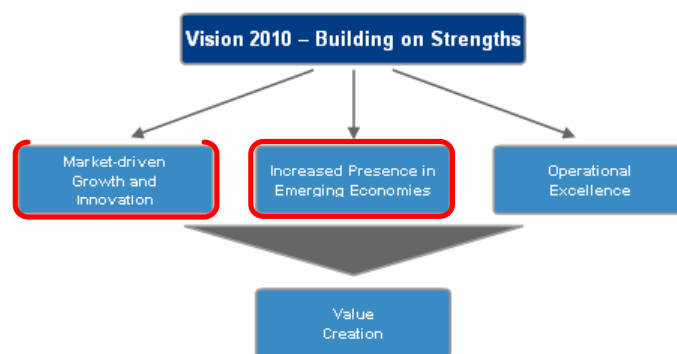 Vision 2010 – Building on Strengths
Market-driven
Growth and
Innovation
Increased Presence in
Emerging Economies
Operational
Excellence
Value
Creation